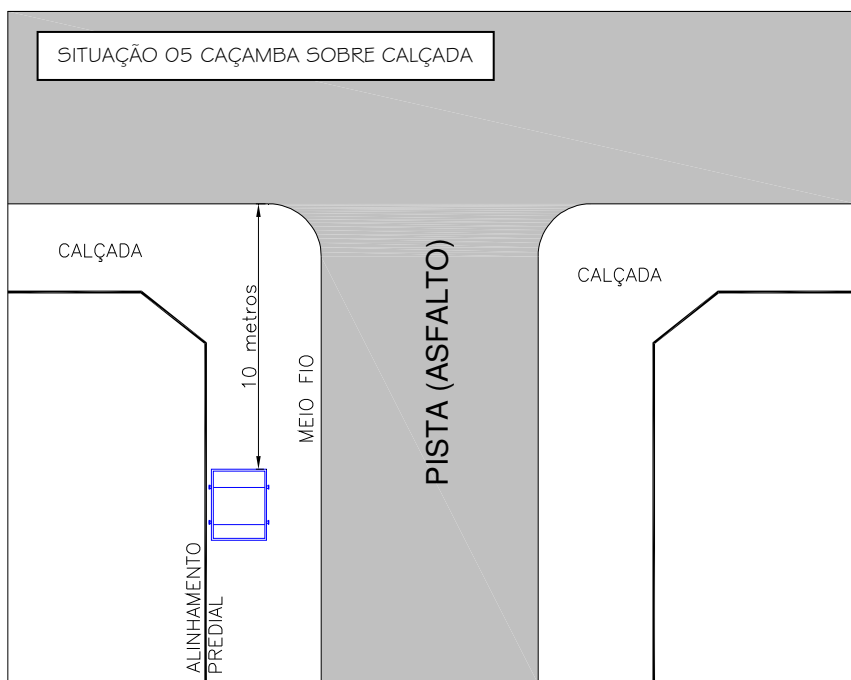 SITUAÇÃO 05 CAÇAMBA SOBRE CALÇADA
CALÇADA
CALÇADA
10 metros
MEIO FIO
PISTA (ASFALTO)
ALINHAMENTO
PREDIAL